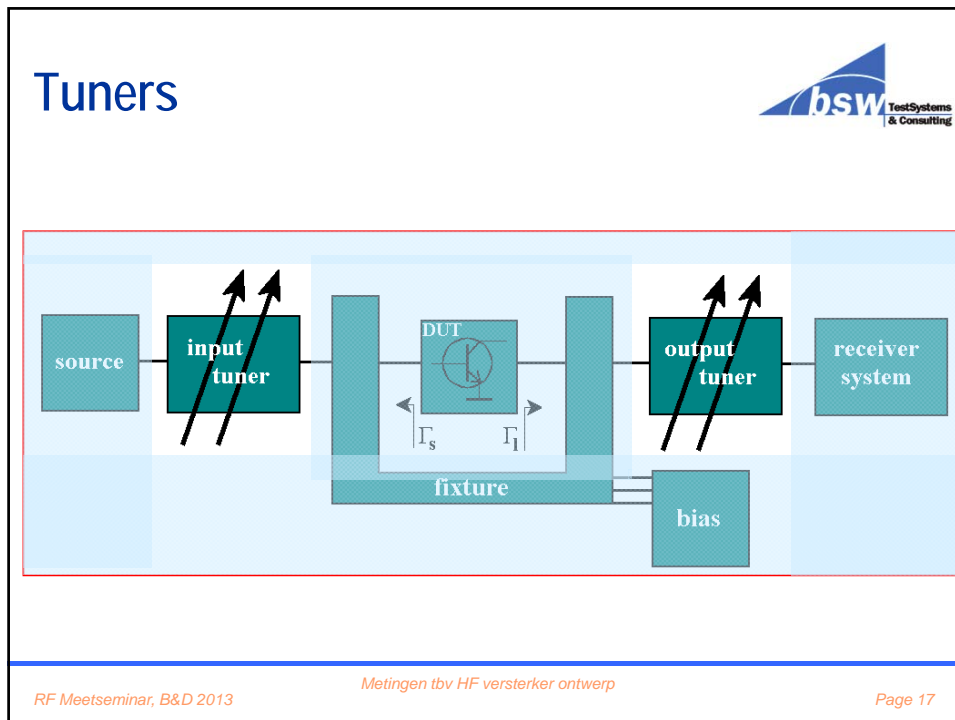 Tuners
bsw TestSystems
& Consulting
source
input
tuner
DUT
output
tuner
receiver
system
Γs
Γl
fixture
bias
RF Meetseminar, B&D 2013
Metingen tbv HF versterker ontwerp
Page 17